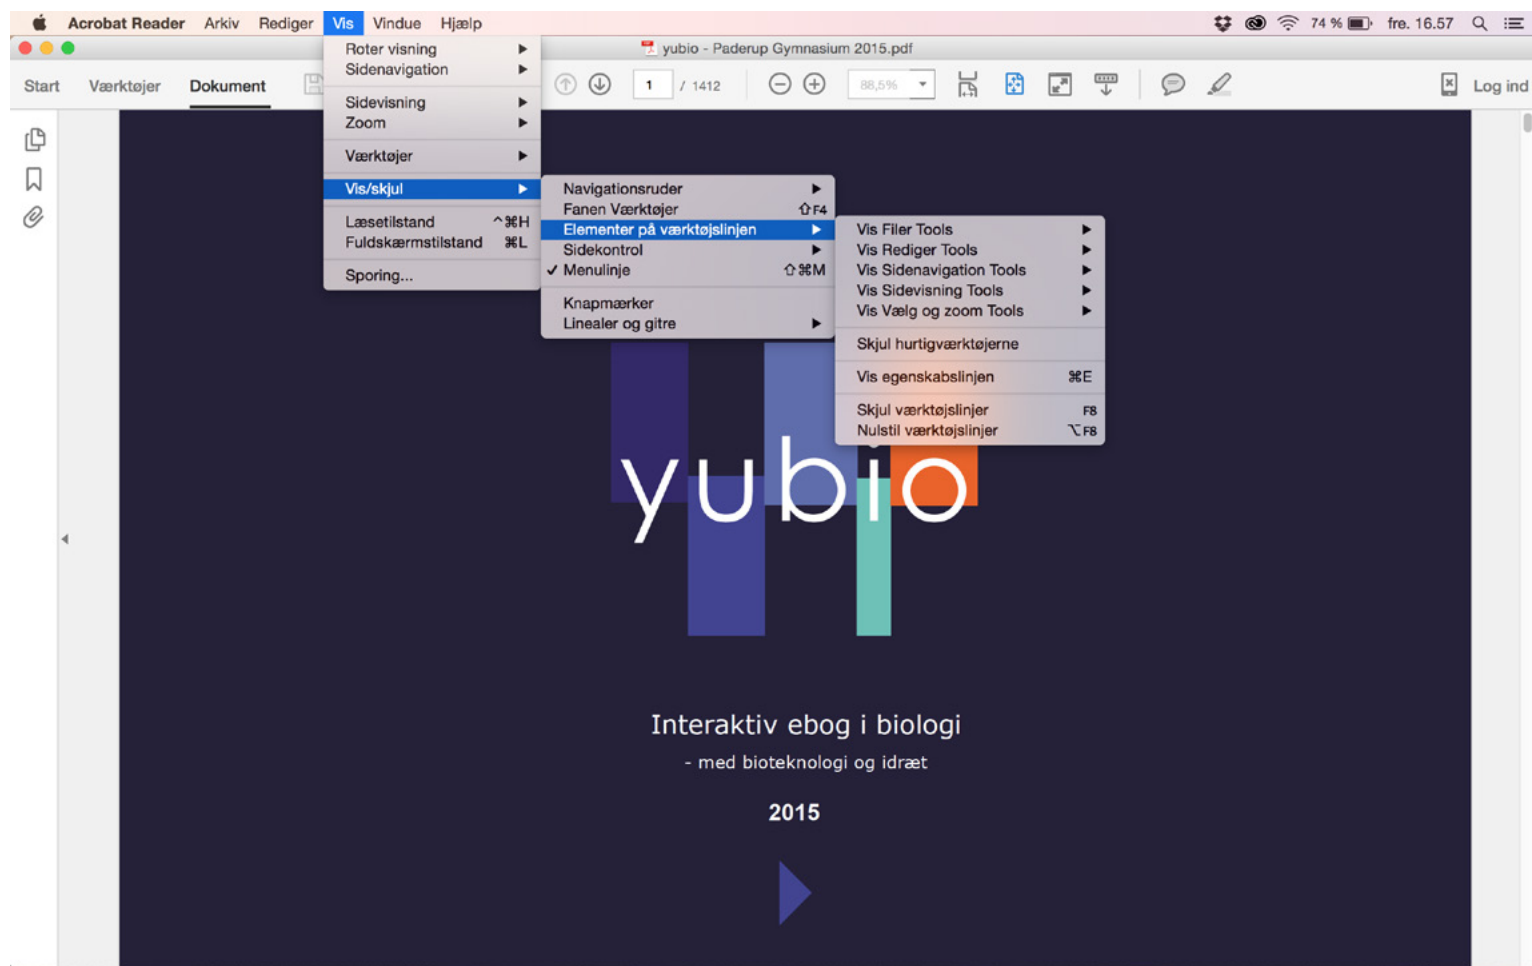 Acrobat Reader Arkiv Rediger Vis Vindue Hjælp 74 % fre. 16.57
yubio - Paderup Gymnasium 2015.pdf
Start Værktøjer Dokument 1 / 1412 88,5% Log ind
Roter visning
Sidenavigation
Sidevisning
Zoom
Værktøjer
Vis/skjul
Læsetilstand ^⌘H
Fuldskærmstilstand ⌘L
Sporing...
Navigationsruder
Fanen Værktøjer ⇧F4
Elementer på værktøjslinjen
Sidekontrol
✓ Menulinje ⇧⌘M
Knapmærker
Linealer og gitre
Vis Filer Tools
Vis Rediger Tools
Vis Sidenavigation Tools
Vis Sidevisning Tools
Vis Vælg og zoom Tools
Skjul hurtigværktøjerne
Vis egenskabslinjen ⌘E
Skjul værktøjslinjer F8
Nulstil værktøjslinjer ⌥F8
yubio
Interaktiv ebog i biologi
- med bioteknologi og idræt
2015